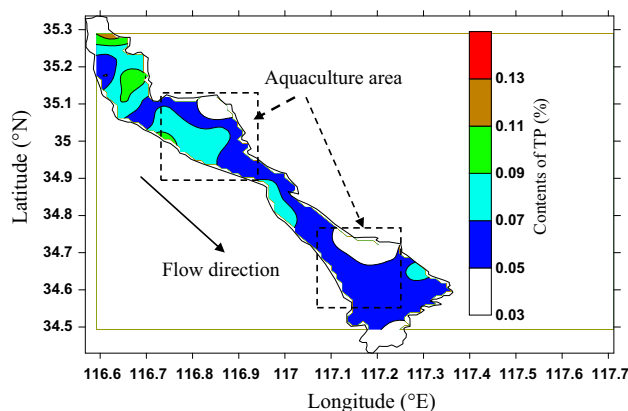 35.3
35.2
35.1
35
34.9
34.8
34.7
34.6
34.5
Latitude (°N)
Aquaculture area
Flow direction
0.13
0.11
0.09
0.07
0.05
0.03
Contents of TP (%)
116.6 116.7 116.8 116.9 117 117.1 117.2 117.3 117.4 117.5 117.6 117.7
Longitude (°E)